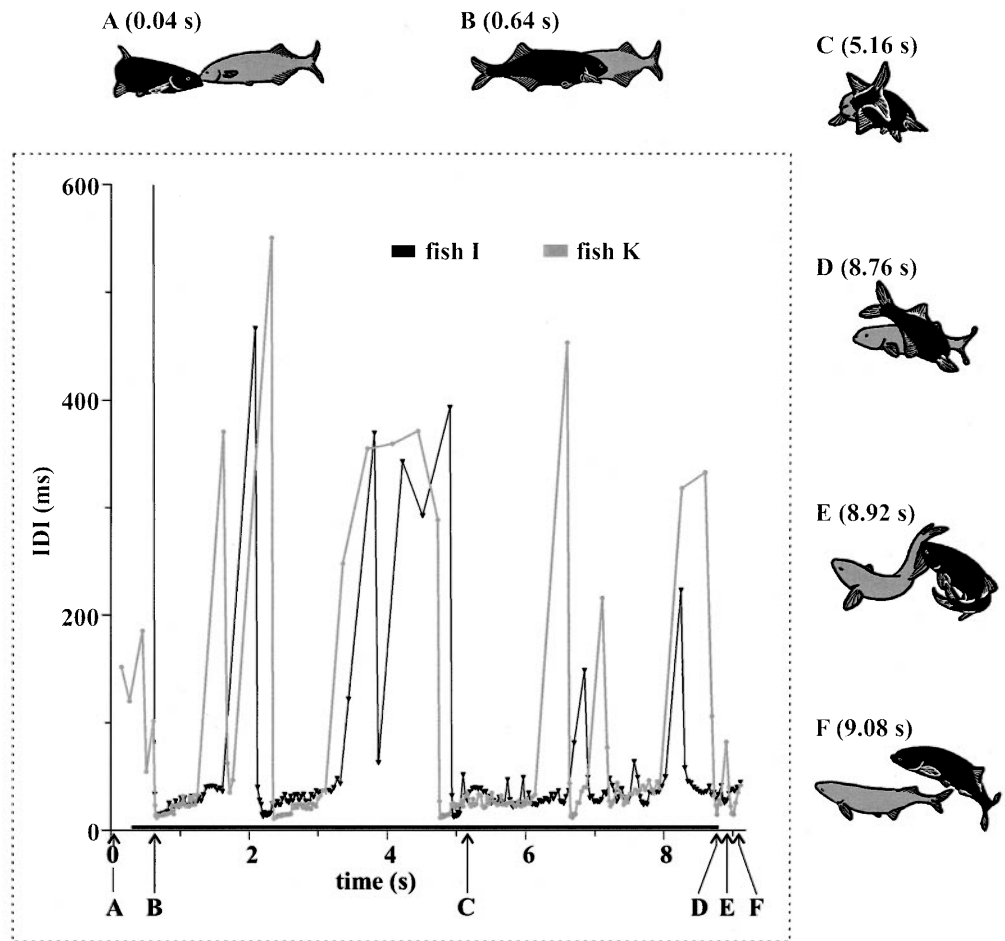 A (0.04 s)
B (0.64 s)
C (5.16 s)
D (8.76 s)
E (8.92 s)
F (9.08 s)
600
400
200
0
IDI (ms)
fish I
fish K
0 2 4 6 8
time (s)
A B C D E F